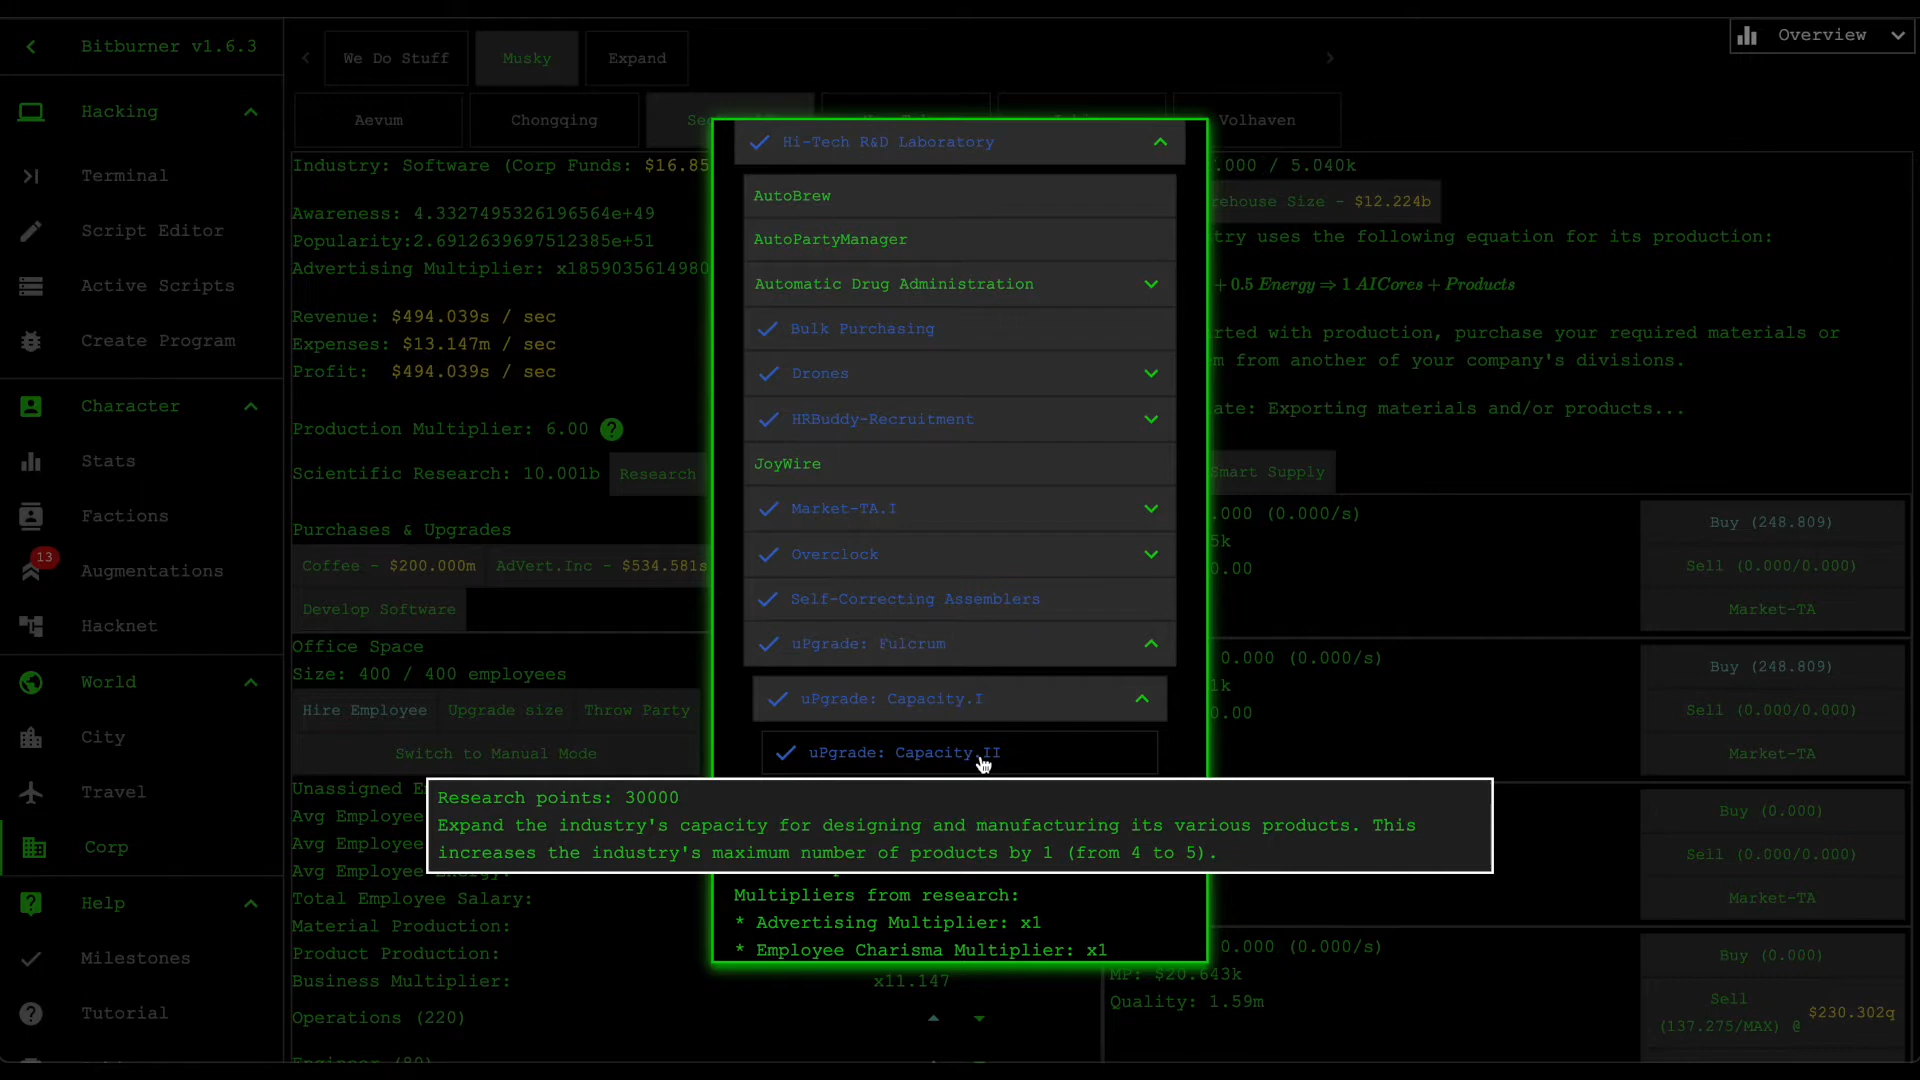 Bitburner v1.6.3
Hacking
Terminal
Script Editor
Active Scripts
Create Program
Character
Stats
Factions
13
Augmentations
Hacknet
World
City
Travel
Corp
Help
Milestones
Tutorial
Overview
We Do Stuff
Musky
Expand
Aevum
Chongqing
Volhaven
Industry: Software (Corp Funds: $16.85
Awareness: 4.3327495326196564e+49
Popularity:2.6912639697512385e+51
Advertising Multiplier: x1859035614980
Revenue: $494.039s / sec
Expenses: $13.147m / sec
Profit: $494.039s / sec
Production Multiplier: 6.00 ?
Scientific Research: 10.001b Research
Purchases & Upgrades
Coffee - $200.000m AdVert.Inc - $534.581s
Develop Software
Office Space
Size: 400 / 400 employees
Hire Employee Upgrade size Throw Party
Switch to Manual Mode
Unassigned
Avg Employee
Avg Employee
Avg Employee Energy:
Total Employee Salary:
Material Production:
Product Production:
Business Multiplier: x11.147
Operations (220)
Hi-Tech R&D Laboratory
AutoBrew
AutoPartyManager
Automatic Drug Administration
Bulk Purchasing
Drones
HRBuddy-Recruitment
JoyWire
Market-TA.I
Overclock
Self-Correcting Assemblers
uPgrade: Fulcrum
uPgrade: Capacity.I
uPgrade: Capacity.II
Research points: 30000
Expand the industry's capacity for designing and manufacturing its various products. This
increases the industry's maximum number of products by 1 (from 4 to 5).
Multipliers from research:
* Advertising Multiplier: x1
* Employee Charisma Multiplier: x1
.000 / 5.040k
rehouse Size - $12.224b
try uses the following equation for its production:
+ 0.5 Energy ⇒ 1 AICores + Products
rted with production, purchase your required materials or
m from another of your company's divisions.
ate: Exporting materials and/or products...
Smart Supply
.000 (0.000/s)
5k
0.00
Buy (248.809)
Sell (0.000/0.000)
Market-TA
0.000 (0.000/s)
1k
0.00
Buy (248.809)
Sell (0.000/0.000)
Market-TA
Buy (0.000)
Sell (0.000/0.000)
Market-TA
0.000 (0.000/s)
MP: $20.643k
Quality: 1.59m
Buy (0.000)
Sell
(137.275/MAX) @ $230.302q